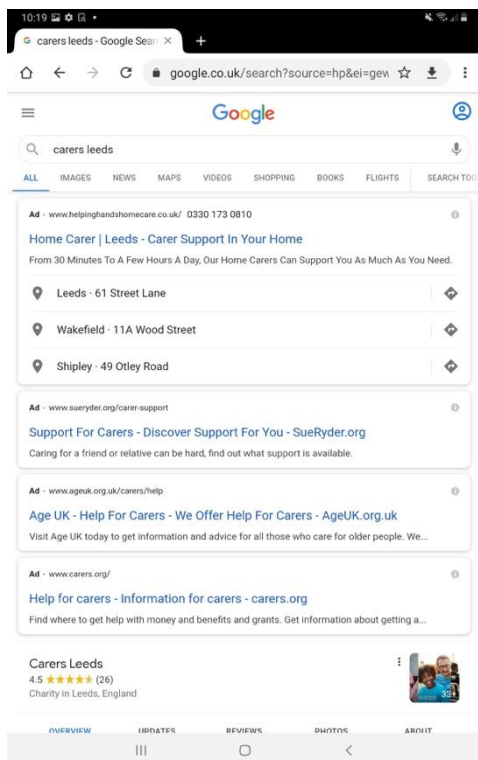 10:19
carers leeds - Google Sear
google.co.uk/search?source=hp&ei=gew
Google
carers leeds
ALL IMAGES NEWS MAPS VIDEOS SHOPPING BOOKS FLIGHTS SEARCH TOO
Ad · www.helpinghandshomecare.co.uk/ 0330 173 0810
Home Carer | Leeds - Carer Support In Your Home
From 30 Minutes To A Few Hours A Day, Our Home Carers Can Support You As Much As You Need.
Leeds · 61 Street Lane
Wakefield · 11A Wood Street
Shipley · 49 Otley Road
Ad · www.sueryder.org/carer-support
Support For Carers - Discover Support For You - SueRyder.org
Caring for a friend or relative can be hard, find out what support is available.
Ad · www.ageuk.org.uk/carers/help
Age UK - Help For Carers - We Offer Help For Carers - AgeUK.org.uk
Visit Age UK today to get information and advice for all those who care for older people. We...
Ad · www.carers.org/
Help for carers - Information for carers - carers.org
Find where to get help with money and benefits and grants. Get information about getting a...
Carers Leeds
4.5 ★★★★★ (26)
Charity in Leeds, England
33+
OVERVIEW UPDATES REVIEWS PHOTOS ABOUT